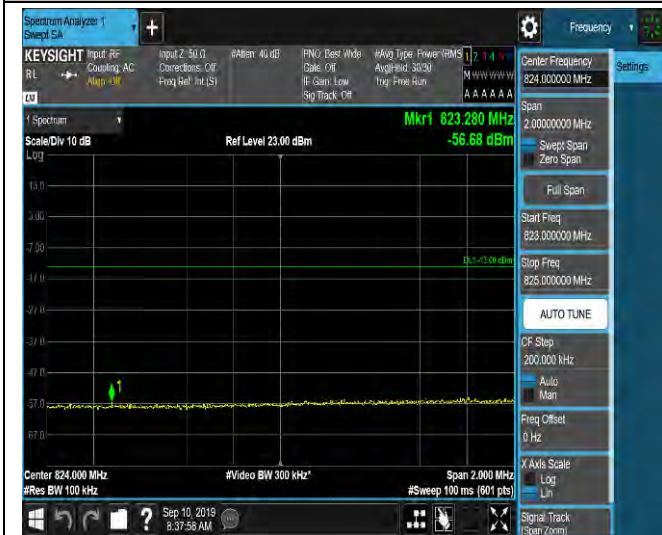 Spectrum Analyzer 1
Swept SA
Frequency
KEYSIGHT
Input: RF
Coupling: AC
Align: Off
Input Z: 50 Ω
Corrections: Off
Freq Ref: Int (S)
#Atten: 40 dB
PNO: Best Wide
Gate: Off
IF Gain: Low
Sig Track: Off
#Avg Type: Power (RMS
Avg|Hold: 30/30
Trig: Free Run
1 2
M W W W W W
A A A A A A
RL
LXI
1 Spectrum
Scale/Div 10 dB
Log
Ref Level 23.00 dBm
Mkr1 823.280 MHz
-56.68 dBm
13.0
3.00
-7.00
DL1 -13.00 dBm
-17.0
-27.0
-37.0
-47.0
1
-57.0
-67.0
Center 824.000 MHz
#Video BW 300 kHz*
Span 2.000 MHz
#Res BW 100 kHz
#Sweep 100 ms (601 pts)
Sep 10, 2019
8:37:58 AM
Center Frequency
824.000000 MHz
Settings
Span
2.00000000 MHz
Swept Span
Zero Span
Full Span
Start Freq
823.000000 MHz
Stop Freq
825.000000 MHz
AUTO TUNE
CF Step
200.000 kHz
Auto
Man
Freq Offset
0 Hz
X Axis Scale
Log
Lin
Signal Track
(Span Zoom)